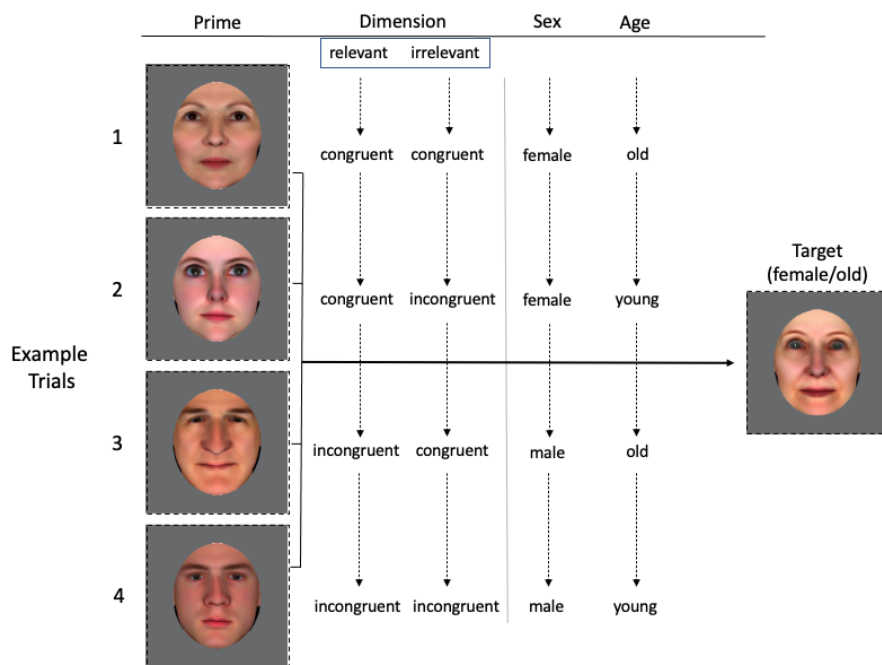 Prime Dimension Sex Age
relevant irrelevant
1 congruent congruent female old
Target
(female/old)
2 congruent incongruent female young
Example
Trials
3 incongruent congruent male old
4 incongruent incongruent male young